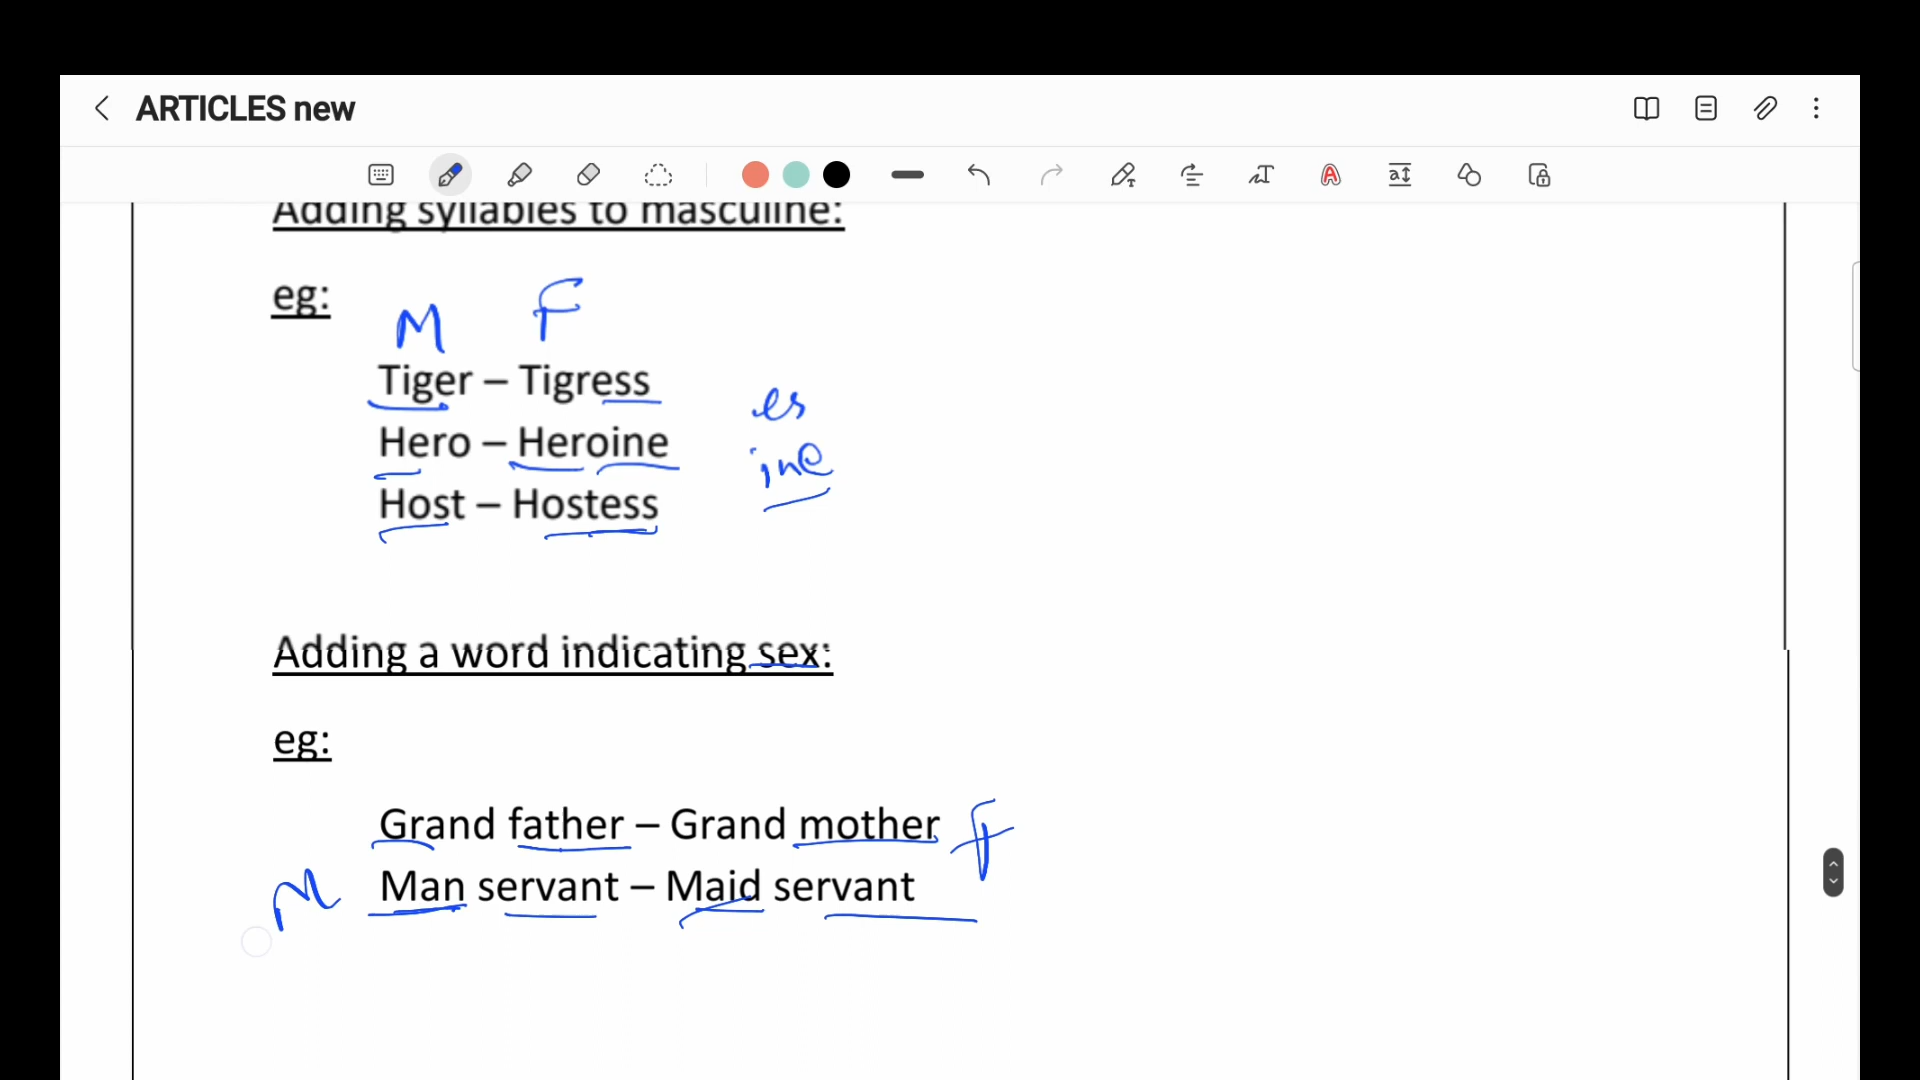 ARTICLES new
Adding syllables to masculine:
eg:
M F
Tiger – Tigress
es
Hero – Heroine
ine
Host – Hostess
Adding a word indicating sex:
eg:
Grand father – Grand mother F
M Man servant – Maid servant